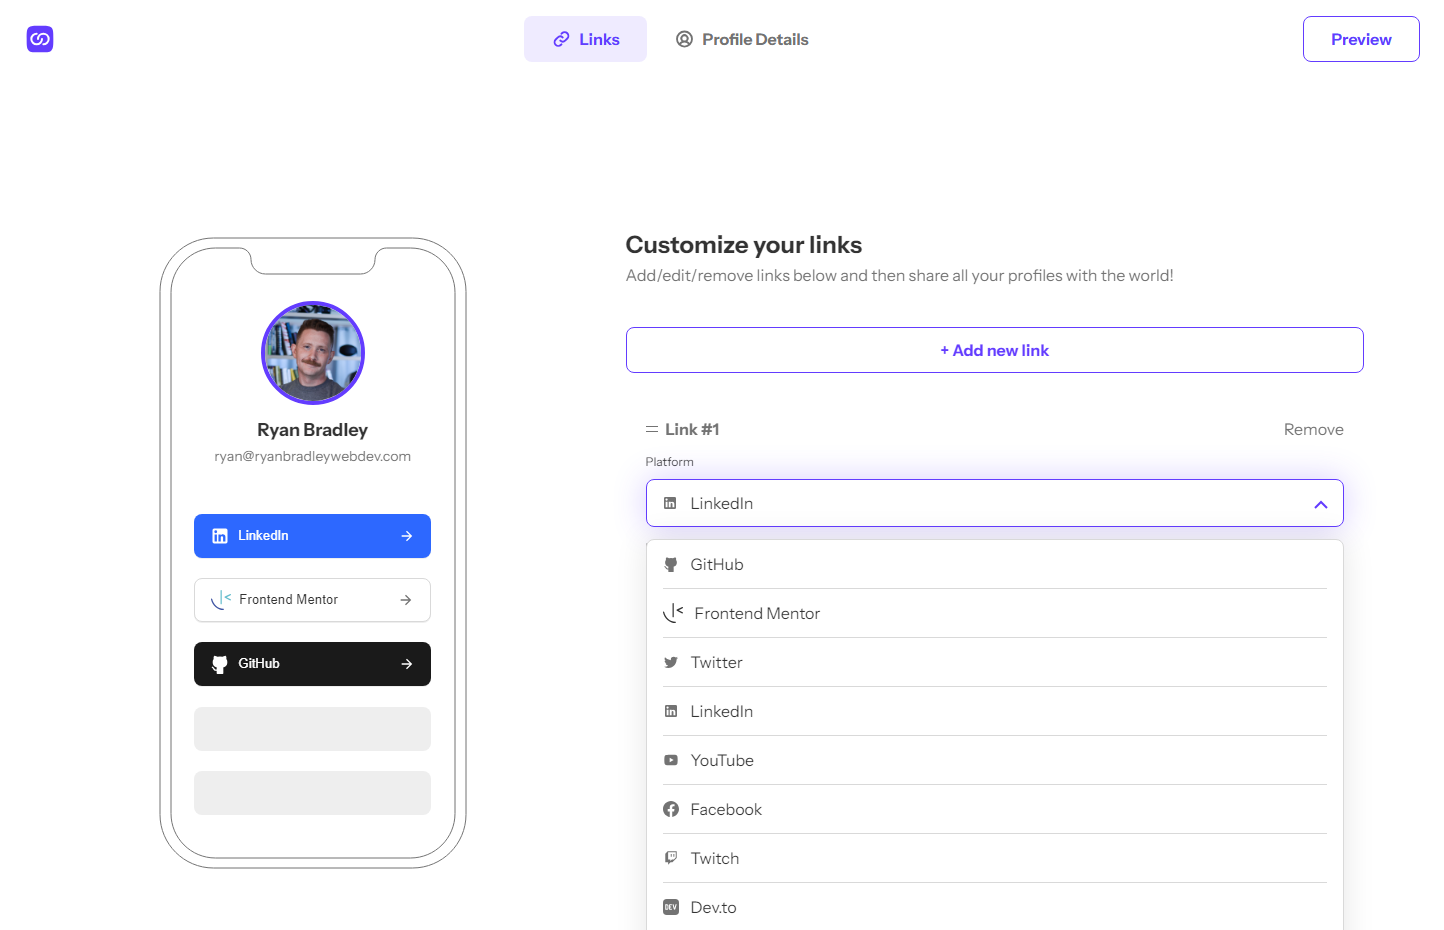 Links
Profile Details
Preview
Ryan Bradley
ryan@ryanbradleywebdev.com
LinkedIn
Frontend Mentor
GitHub
Customize your links
Add/edit/remove links below and then share all your profiles with the world!
+ Add new link
Link #1
Remove
Platform
LinkedIn
GitHub
Frontend Mentor
Twitter
LinkedIn
YouTube
Facebook
Twitch
DEV Dev.to